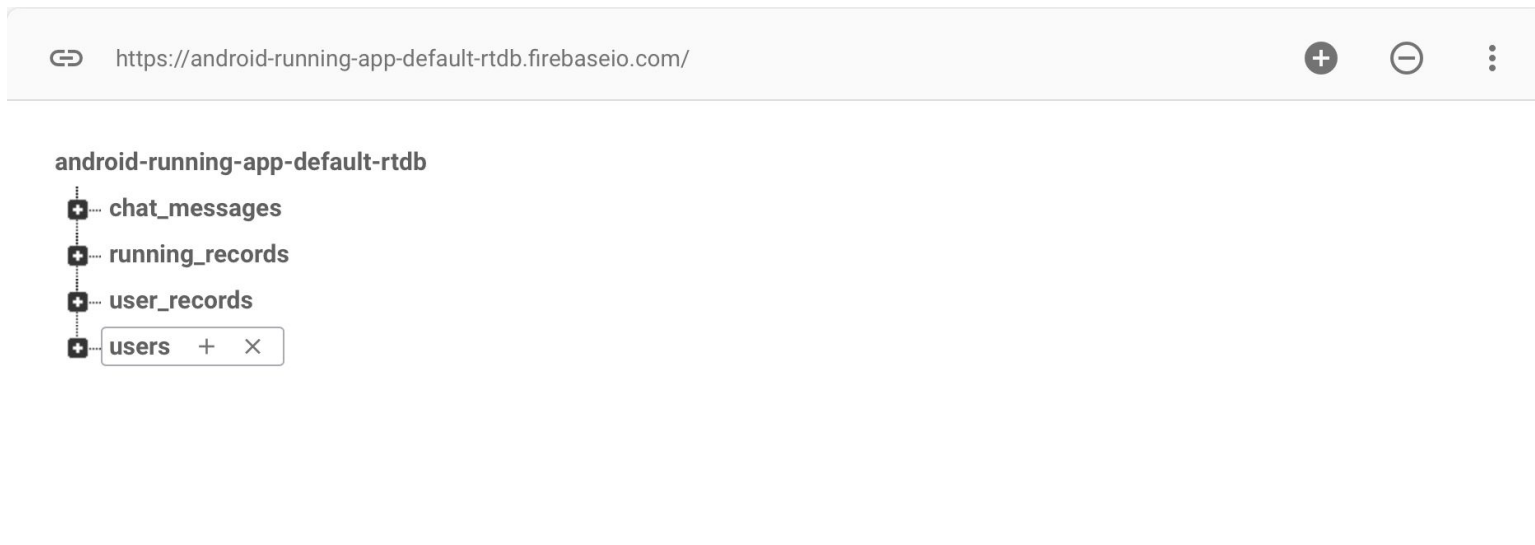 https://android-running-app-default-rtdb.firebaseio.com/
android-running-app-default-rtdb
chat_messages
running_records
user_records
users